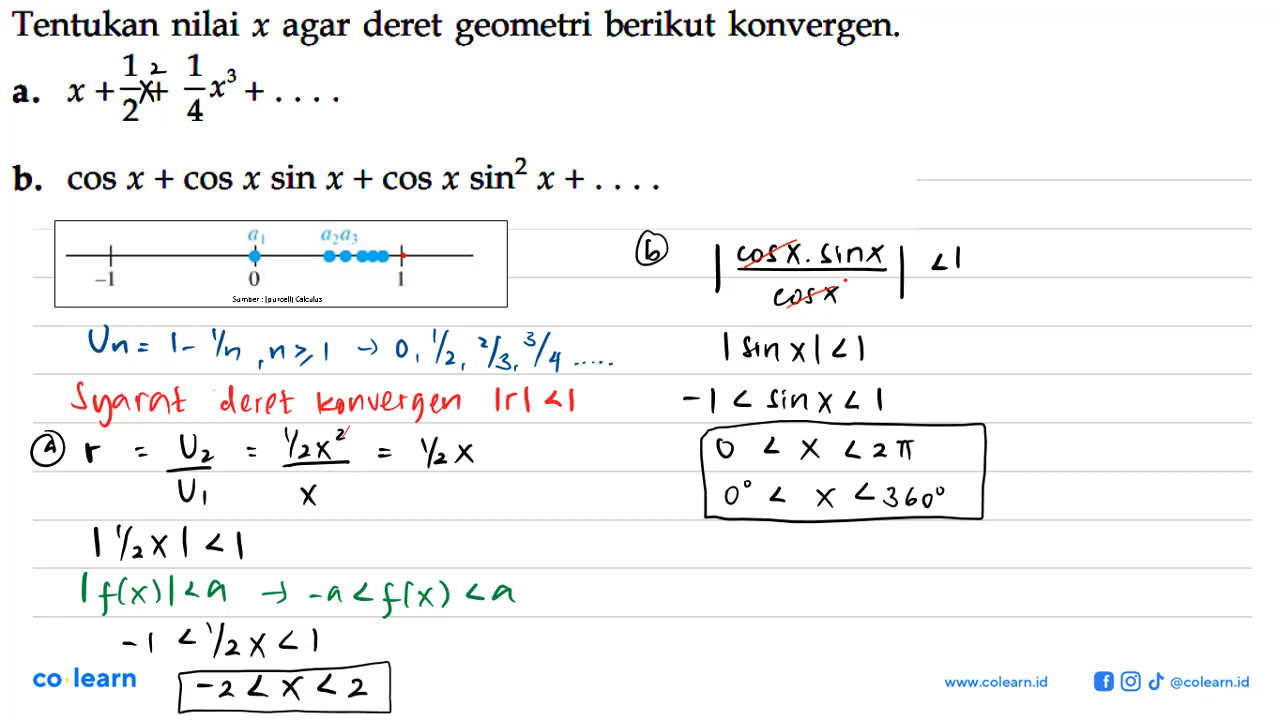 Tentukan nilai x agar deret geometri berikut konvergen.
a. x + 1/2 x² + 1/4 x³ + . . . .
b. cos x + cos x sin x + cos x sin² x + . . . .
a₁ a₂a₃
-1 0 1
Sumber : (purcell) Calculus
Un = 1 - 1/n , n ≥ 1 → 0, 1/2, 2/3, 3/4 .....
Syarat deret konvergen |r| < 1
(A) r = U₂/U₁ = 1/2 x²/x = 1/2 x
|1/2 x| < 1
|f(x)| < a → -a < f(x) < a
-1 < 1/2 x < 1
-2 < x < 2
(b) |cos x . sin x / cos x| < 1
|sin x| < 1
-1 < sin x < 1
0 < x < 2π
0° < x < 360°
co learn
www.colearn.id @colearn.id